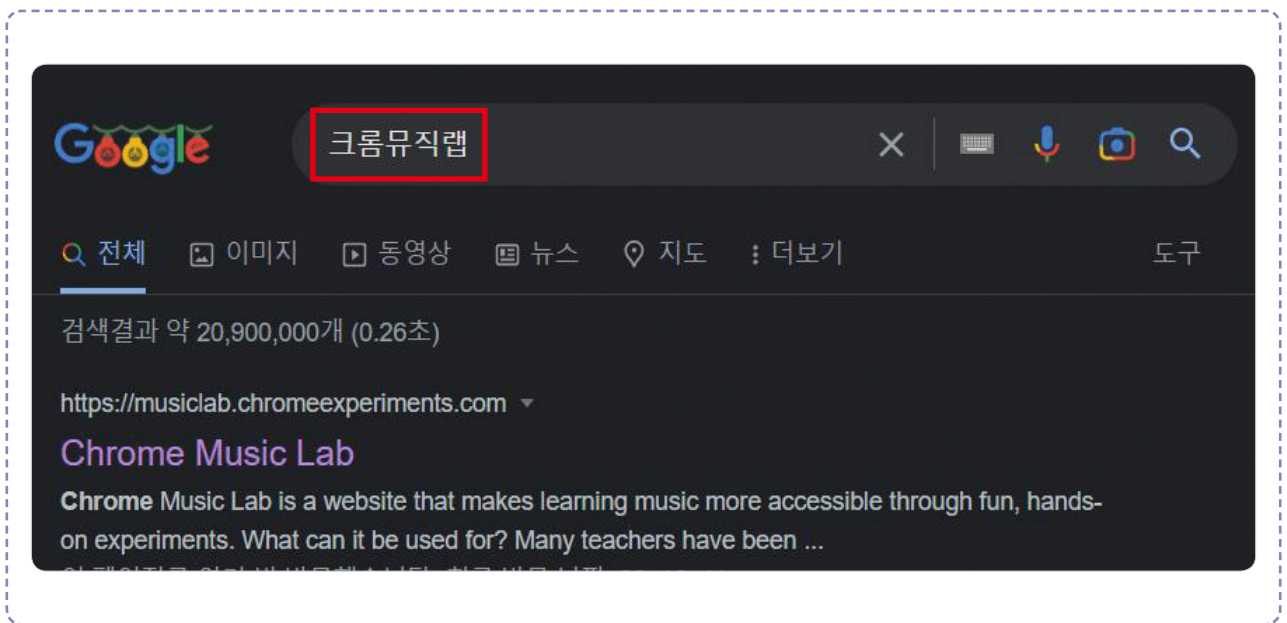 Google
크롬뮤직랩
전체 이미지 동영상 뉴스 지도 더보기 도구
검색결과 약 20,900,000개 (0.26초)
https://musiclab.chromeexperiments.com
Chrome Music Lab
Chrome Music Lab is a website that makes learning music more accessible through fun, hands-
on experiments. What can it be used for? Many teachers have been ...